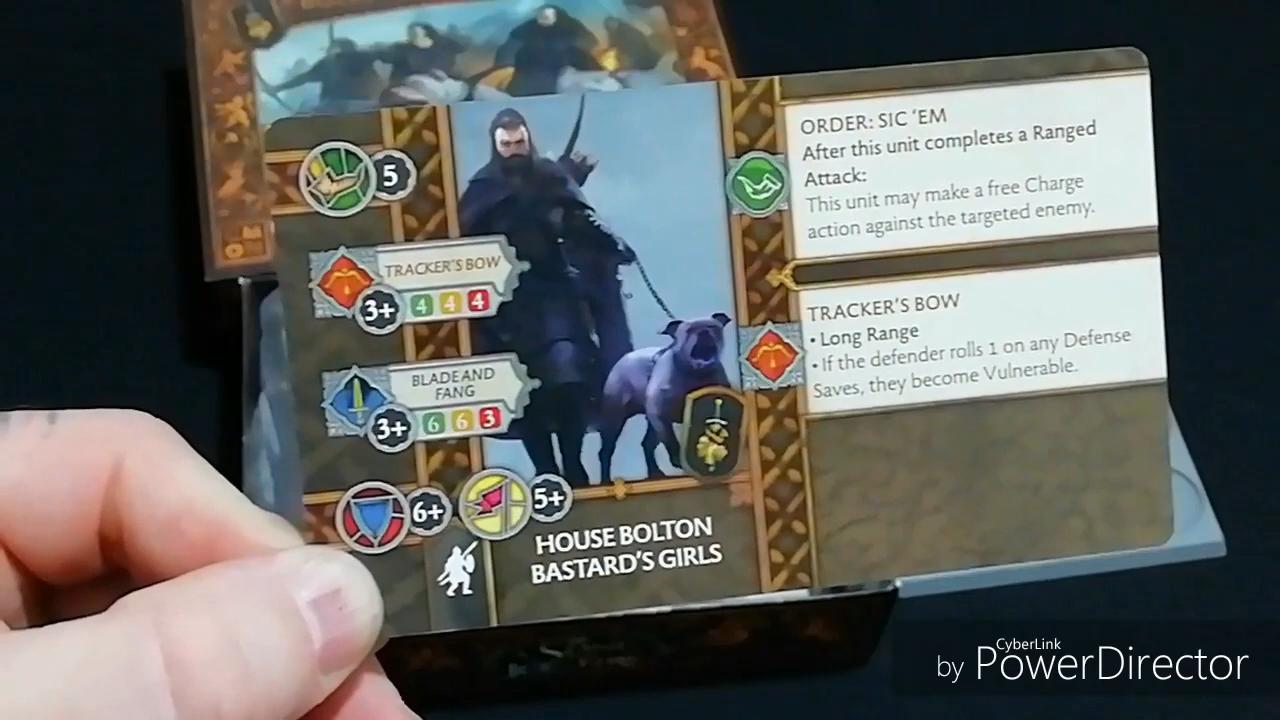 5
TRACKER'S BOW
3+ 4 4 4
BLADE AND
FANG
3+ 6 6 3
6+ 5+
HOUSE BOLTON
BASTARD'S GIRLS
ORDER: SIC 'EM
After this unit completes a Ranged
Attack:
This unit may make a free Charge
action against the targeted enemy.
TRACKER'S BOW
• Long Range
• If the defender rolls 1 on any Defense
Saves, they become Vulnerable.
by CyberLink
PowerDirector